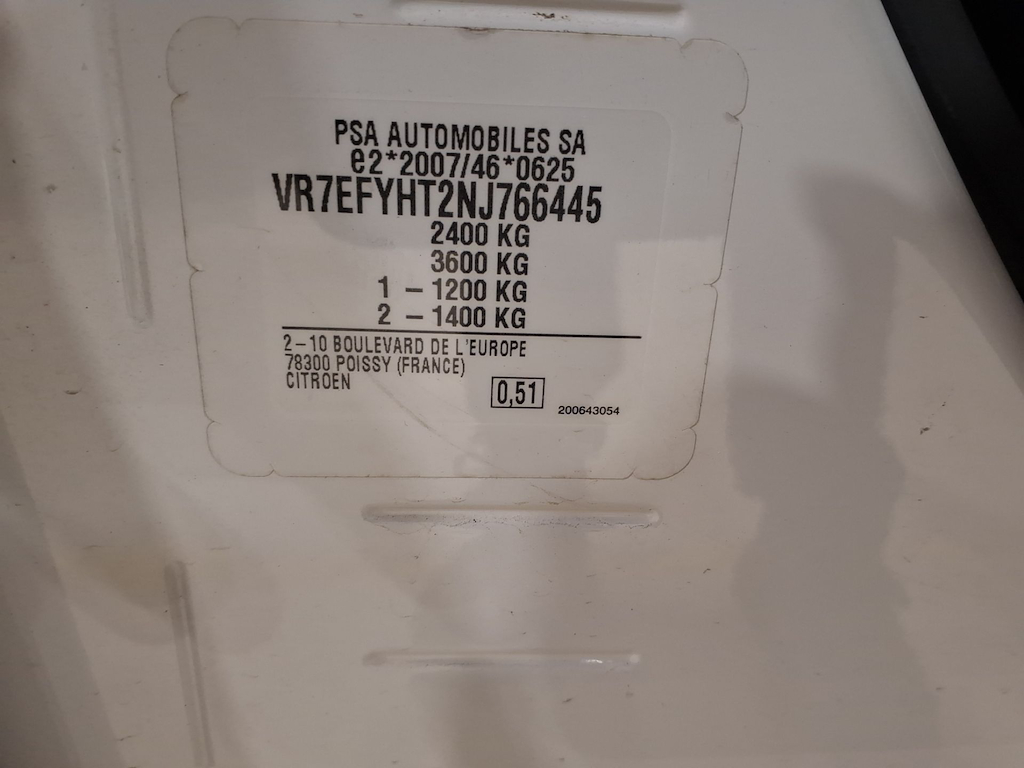 PSA AUTOMOBILES SA
e2*2007/46*0625
VR7EFYHT2NJ766445
2400 KG
3600 KG
1 – 1200 KG
2 – 1400 KG
2–10 BOULEVARD DE L'EUROPE
78300 POISSY (FRANCE)
CITROEN
0,51
200643054